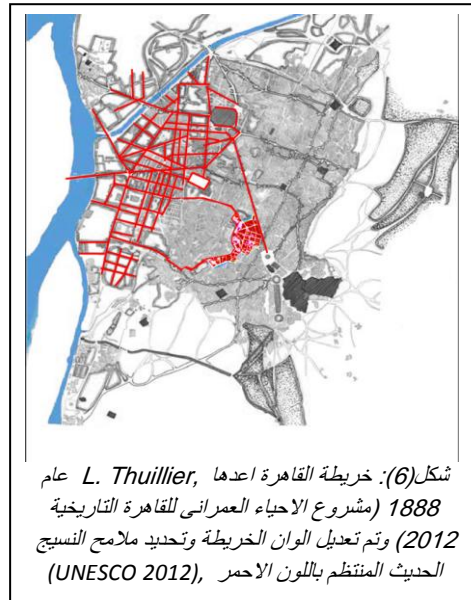 شكل(6): خريطة القاهرة اعدها L. Thuillier, عام
1888 (مشروع الاحياء العمرانى للقاهرة التاريخية
2012) وتم تعديل الوان الخريطة وتحديد ملامح النسيج
الحديث المنتظم باللون الاحمر ,(UNESCO 2012)